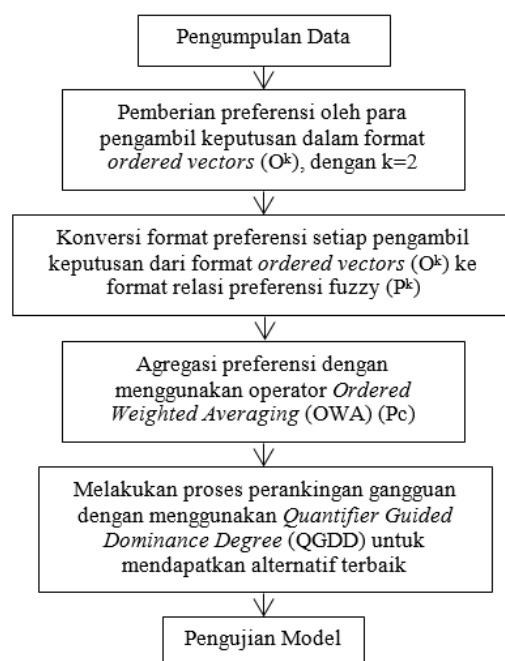 Pengumpulan Data
Pemberian preferensi oleh para
pengambil keputusan dalam format
ordered vectors (Oᵏ), dengan k=2
Konversi format preferensi setiap pengambil
keputusan dari format ordered vectors (Oᵏ) ke
format relasi preferensi fuzzy (Pᵏ)
Agregasi preferensi dengan
menggunakan operator Ordered
Weighted Averaging (OWA) (Pc)
Melakukan proses perankingan gangguan
dengan menggunakan Quantifier Guided
Dominance Degree (QGDD) untuk
mendapatkan alternatif terbaik
Pengujian Model